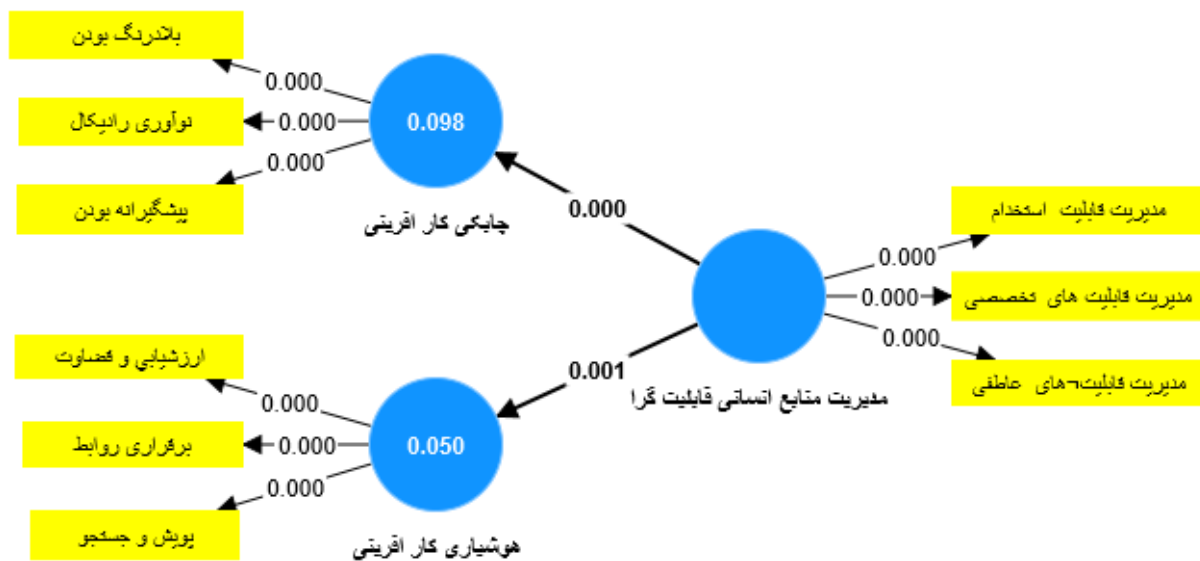 بلادرنگ بودن
0.000
نوآوری رادیکال
0.000
0.000
پیشگیرانه بودن
0.098
چابکی کار آفرینی
0.000
ارزشیابی و قضاوت
0.000
برقراری روابط
0.000
0.000
پویش و جستجو
0.050
هوشیاری کار آفرینی
0.001
مدیریت منابع انسانی قابلیت گرا
مدیریت قابلیت استخدام
0.000
مدیریت قابلیت های تخصصی
0.000
0.000
مدیریت قابلیت¬های عاطفی